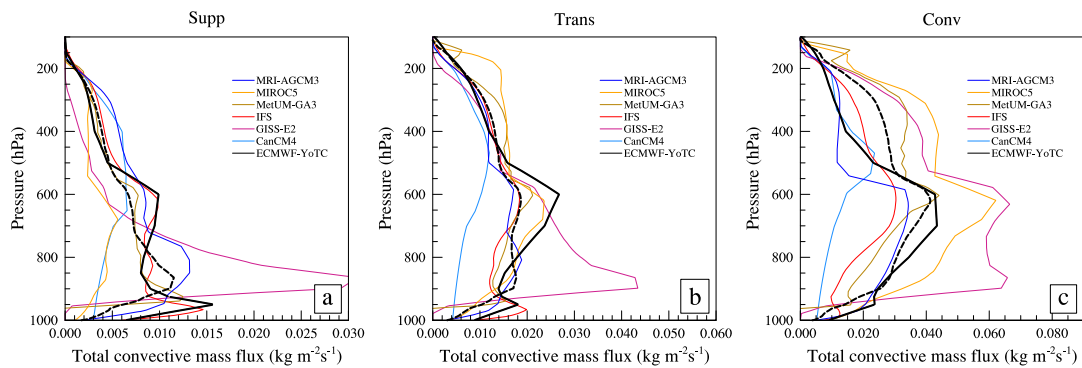 Supp
Pressure (hPa)
200
400
600
800
1000
MRI-AGCM3
MIROC5
MetUM-GA3
IFS
GISS-E2
CanCM4
ECMWF-YoTC
a
0.000 0.005 0.010 0.015 0.020 0.025 0.030
Total convective mass flux (kg m⁻²s⁻¹)
Trans
Pressure (hPa)
200
400
600
800
1000
MRI-AGCM3
MIROC5
MetUM-GA3
IFS
GISS-E2
CanCM4
ECMWF-YoTC
b
0.000 0.010 0.020 0.030 0.040 0.050
Total convective mass flux (kg m⁻²s⁻¹)
Conv
Pressure (hPa)
200
400
600
800
1000
MRI-AGCM3
MIROC5
MetUM-GA3
IFS
GISS-E2
CanCM4
ECMWF-YoTC
c
0.000 0.020 0.040 0.060 0.080
Total convective mass flux (kg m⁻²s⁻¹)